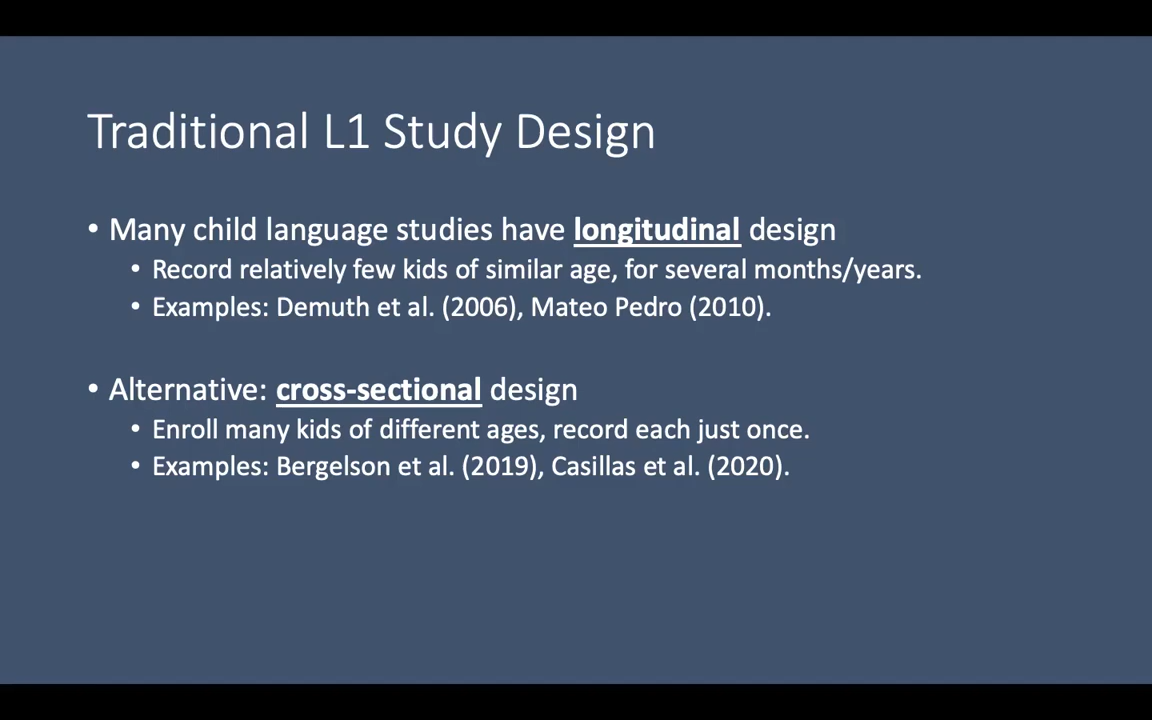 Traditional L1 Study Design
• Many child language studies have longitudinal design
• Record relatively few kids of similar age, for several months/years.
• Examples: Demuth et al. (2006), Mateo Pedro (2010).
• Alternative: cross-sectional design
• Enroll many kids of different ages, record each just once.
• Examples: Bergelson et al. (2019), Casillas et al. (2020).